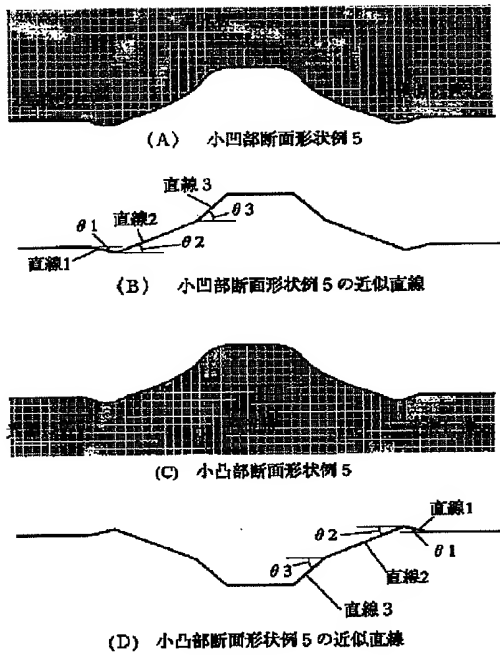 (A) 小凹部断面形状例5
直線3
θ3
θ1
直線2
θ2
直線1
(B) 小凹部断面形状例5の近似直線
(C) 小凸部断面形状例5
直線1
θ2
θ1
θ3
直線2
直線3
(D) 小凸部断面形状例5の近似直線